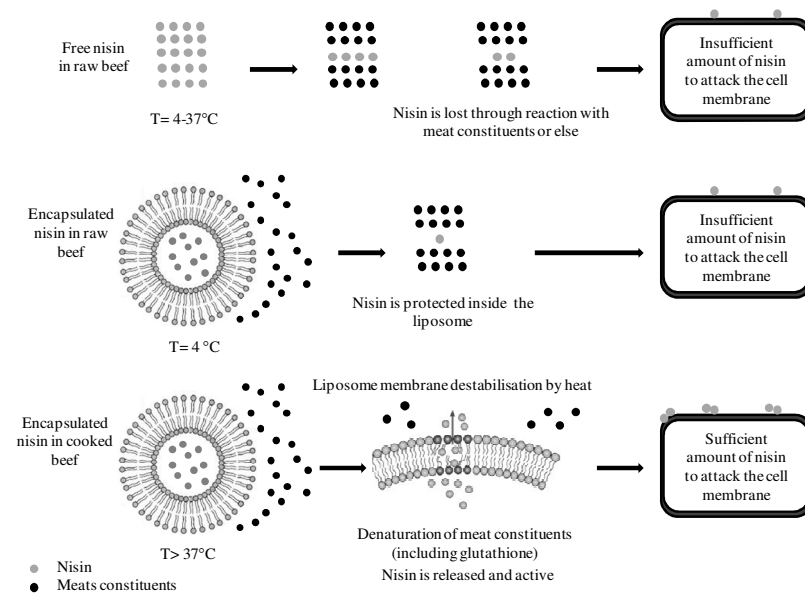 Free nisin
in raw beef
T= 4-37°C
Nisin is lost through reaction with
meat constituents or else
Insufficient
amount of nisin
to attack the cell
membrane
Encapsulated
nisin in raw
beef
T= 4 °C
Nisin is protected inside the
liposome
Insufficient
amount of nisin
to attack the cell
membrane
Encapsulated
nisin in cooked
beef
T> 37°C
Liposome membrane destabilisation by heat
Denaturation of meat constituents
(including glutathione)
Nisin is released and active
Sufficient
amount of nisin
to attack the cell
membrane
Nisin
Meats constituents